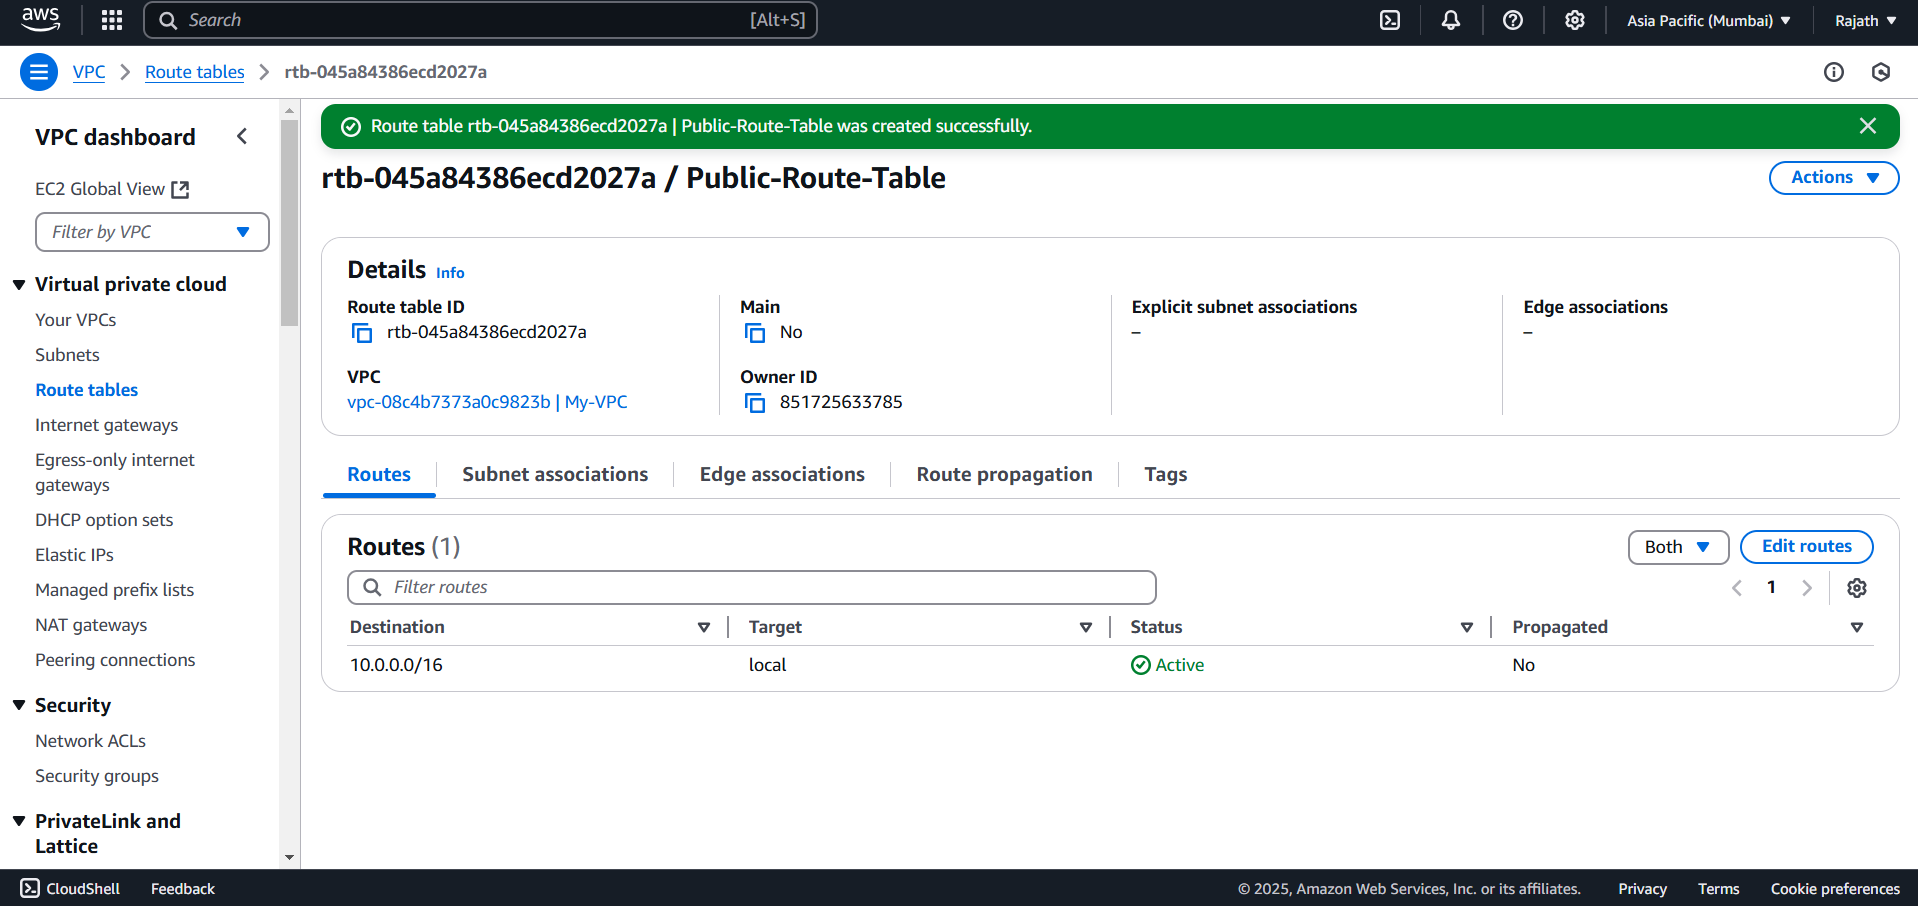 aws
Search [Alt+S]
Asia Pacific (Mumbai)
Rajath
VPC
Route tables
rtb-045a84386ecd2027a
VPC dashboard
EC2 Global View
Filter by VPC
Virtual private cloud
Your VPCs
Subnets
Route tables
Internet gateways
Egress-only internet
gateways
DHCP option sets
Elastic IPs
Managed prefix lists
NAT gateways
Peering connections
Security
Network ACLs
Security groups
PrivateLink and
Lattice
Route table rtb-045a84386ecd2027a | Public-Route-Table was created successfully.
rtb-045a84386ecd2027a / Public-Route-Table
Actions
Details Info
Route table ID
rtb-045a84386ecd2027a
Main
No
Explicit subnet associations
–
Edge associations
–
VPC
vpc-08c4b7373a0c9823b | My-VPC
Owner ID
851725633785
Routes
Subnet associations
Edge associations
Route propagation
Tags
Routes (1)
Both
Edit routes
Filter routes
1
Destination Target Status Propagated
10.0.0.0/16 local Active No
CloudShell
Feedback
© 2025, Amazon Web Services, Inc. or its affiliates.
Privacy
Terms
Cookie preferences